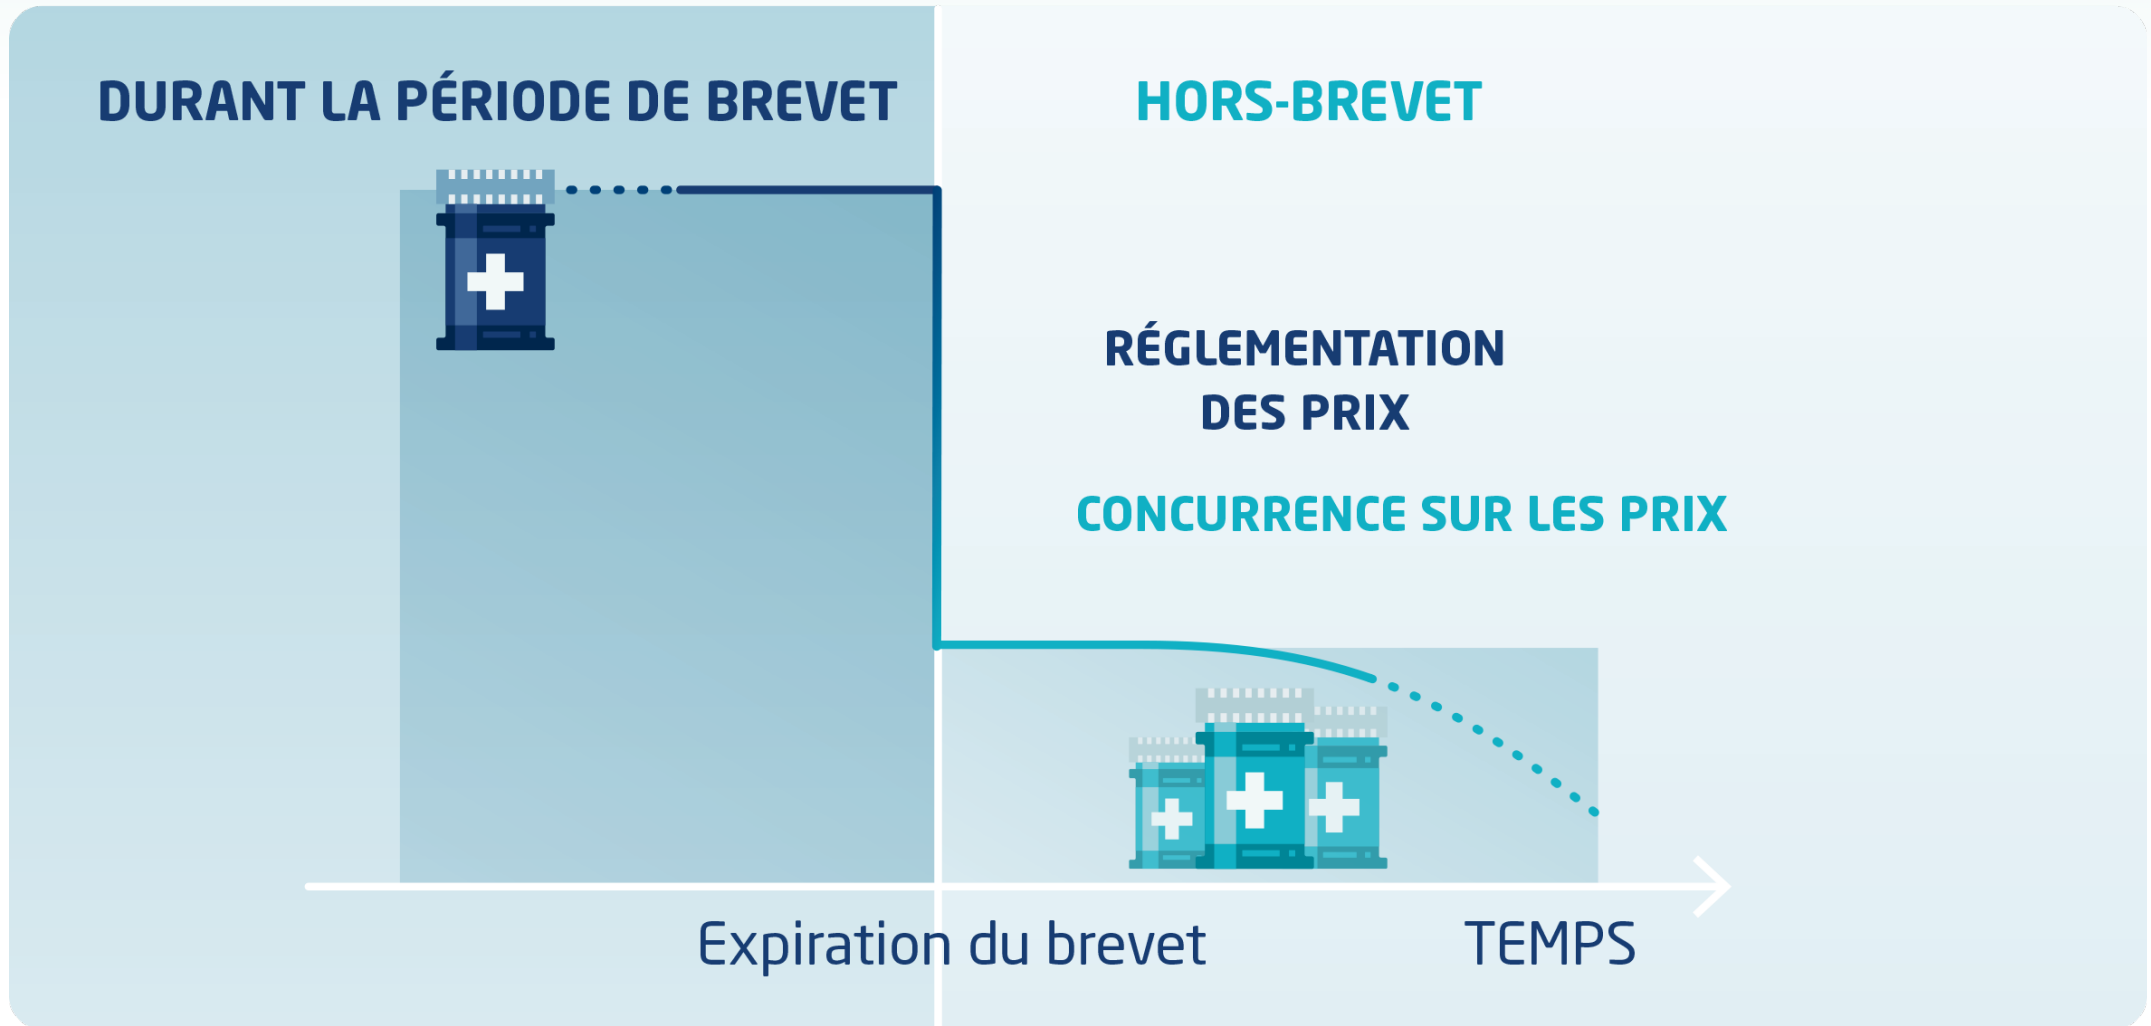 DURANT LA PÉRIODE DE BREVET
HORS-BREVET
RÉGLEMENTATION
DES PRIX
CONCURRENCE SUR LES PRIX
Expiration du brevet
TEMPS